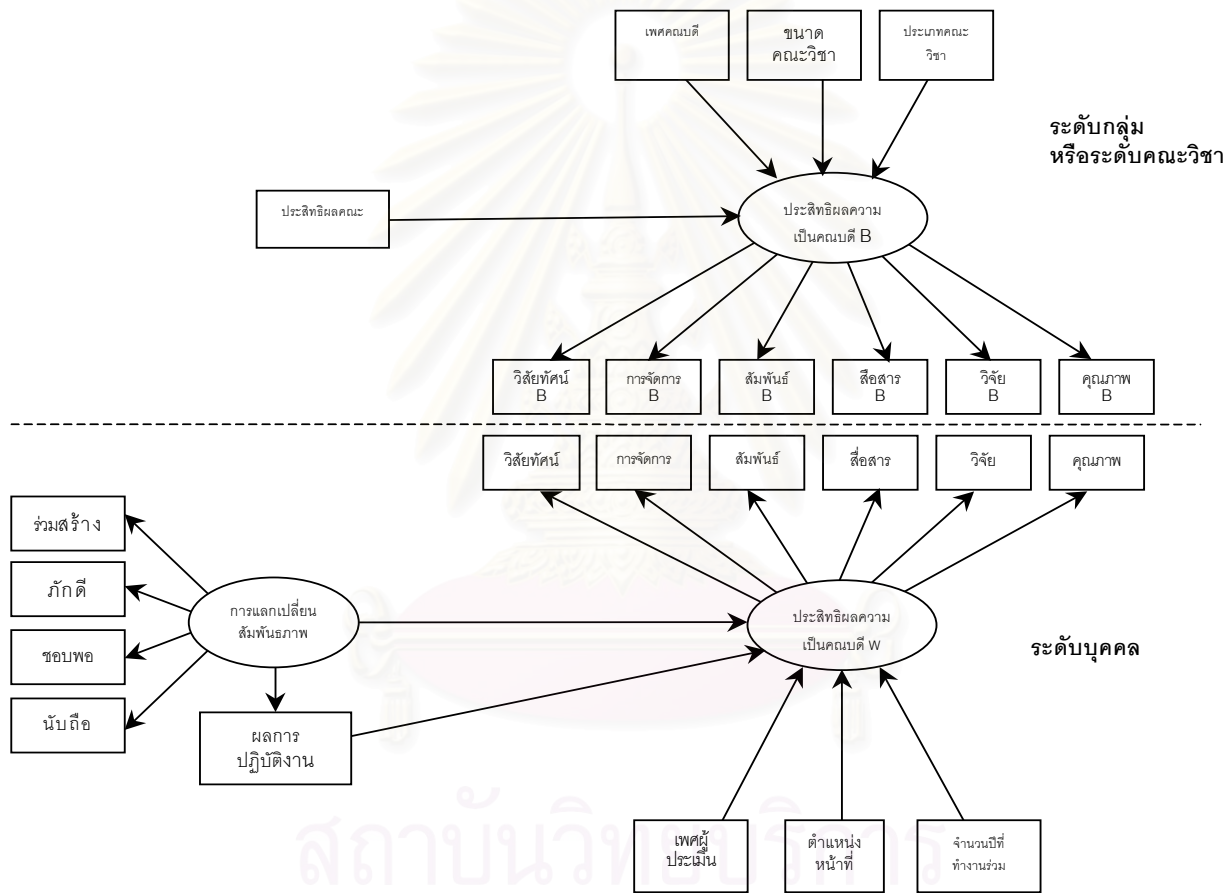 เพศคณบดี
ขนาด
คณะวิชา
ประเภทคณะ
วิชา
ระดับกลุ่ม
หรือระดับคณะวิชา
ประสิทธิผลคณะ
ประสิทธิผลความ
เป็นคณบดี B
วิสัยทัศน์
B
การจัดการ
B
สัมพันธ์
B
สือสาร
B
วิจัย
B
คุณภาพ
B
วิสัยทัศน์
การจัดการ
สัมพันธ์
สื่อสาร
วิจัย
คุณภาพ
ร่วมสร้าง
ภักดี
ชอบพอ
นับถือ
การแลกเปลี่ยน
สัมพันธภาพ
ผลการ
ปฏิบัติงาน
ประสิทธิผลความ
เป็นคณบดี W
ระดับบุคคล
เพศผู้
ประเมิน
ตำแหน่ง
หน้าที่
จำนวนปีที่
ทำงานร่วม
สถาบันวิทยบริการ